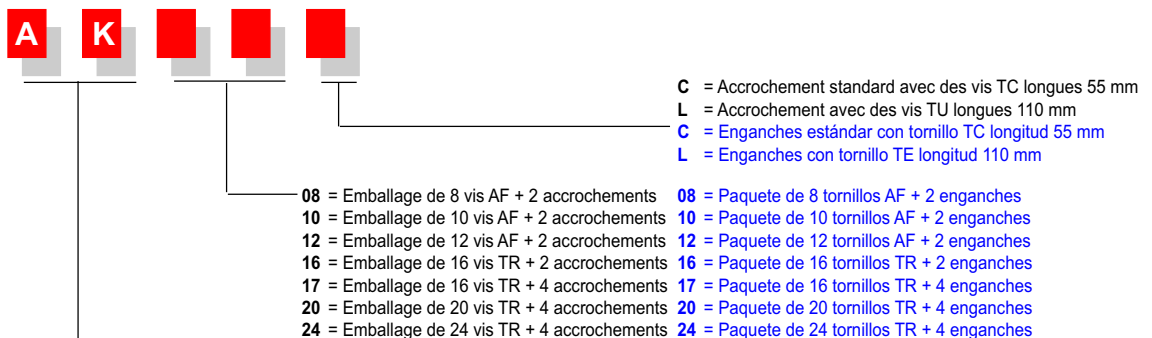 A K
C = Accrochement standard avec des vis TC longues 55 mm
L = Accrochement avec des vis TU longues 110 mm
C = Enganches estándar con tornillo TC longitud 55 mm
L = Enganches con tornillo TE longitud 110 mm
08 = Emballage de 8 vis AF + 2 accrochements 08 = Paquete de 8 tornillos AF + 2 enganches
10 = Emballage de 10 vis AF + 2 accrochements 10 = Paquete de 10 tornillos AF + 2 enganches
12 = Emballage de 12 vis AF + 2 accrochements 12 = Paquete de 12 tornillos AF + 2 enganches
16 = Emballage de 16 vis TR + 2 accrochements 16 = Paquete de 16 tornillos TR + 2 enganches
17 = Emballage de 16 vis TR + 4 accrochements 17 = Paquete de 16 tornillos TR + 4 enganches
20 = Emballage de 20 vis TR + 4 accrochements 20 = Paquete de 20 tornillos TR + 4 enganches
24 = Emballage de 24 vis TR + 4 accrochements 24 = Paquete de 24 tornillos TR + 4 enganches